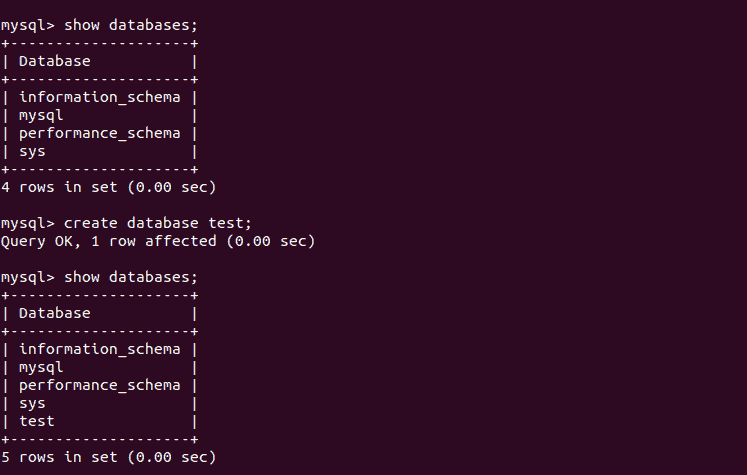 mysql> show databases;
+--------------------+
| Database           |
+--------------------+
| information_schema |
| mysql              |
| performance_schema |
| sys                |
+--------------------+
4 rows in set (0.00 sec)

mysql> create database test;
Query OK, 1 row affected (0.00 sec)

mysql> show databases;
+--------------------+
| Database           |
+--------------------+
| information_schema |
| mysql              |
| performance_schema |
| sys                |
| test               |
+--------------------+
5 rows in set (0.00 sec)